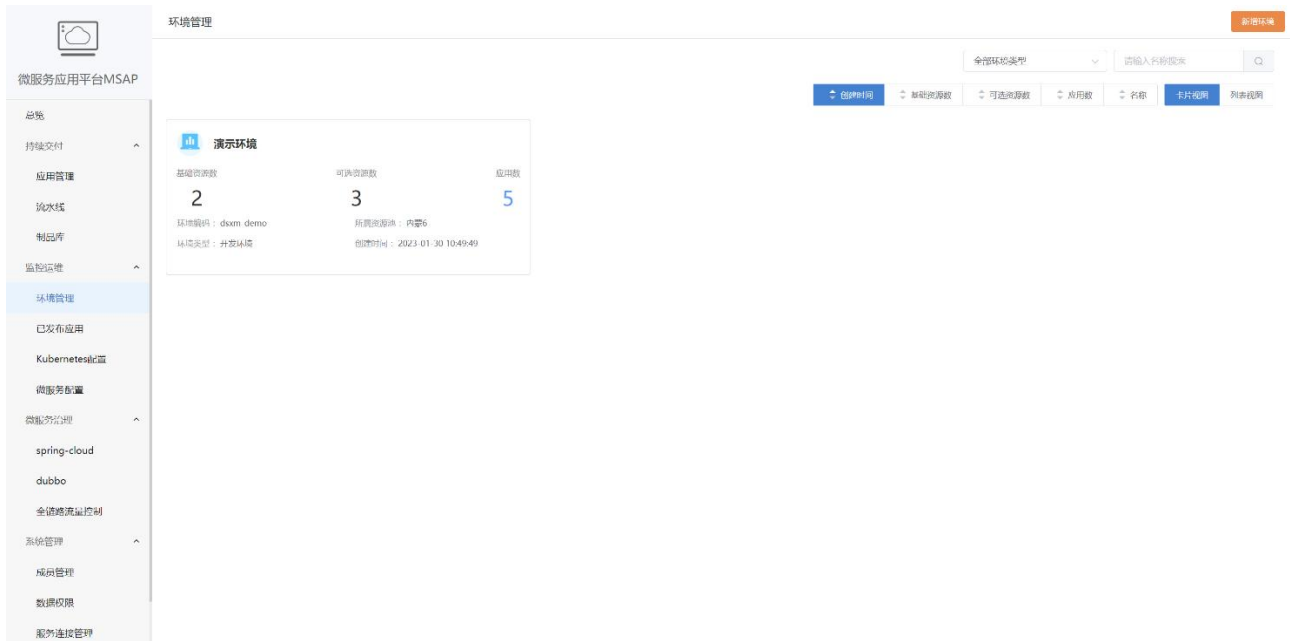 微服务应用平台MSAP
总览
持续交付
应用管理
流水线
制品库
监控运维
环境管理
已发布应用
Kubernetes配置
微服务配置
微服务治理
spring-cloud
dubbo
全链路流量控制
系统管理
成员管理
数据权限
服务连接管理
环境管理
新增环境
全部环境类型
请输入名称搜索
创建时间 基础资源数 可选资源数 应用数 名称 卡片视图 列表视图
演示环境
基础资源数 可选资源数 应用数
2 3 5
环境编码： dsxm-demo 所属资源池： 内蒙6
环境类型： 开发环境 创建时间： 2023-01-30 10:49:49